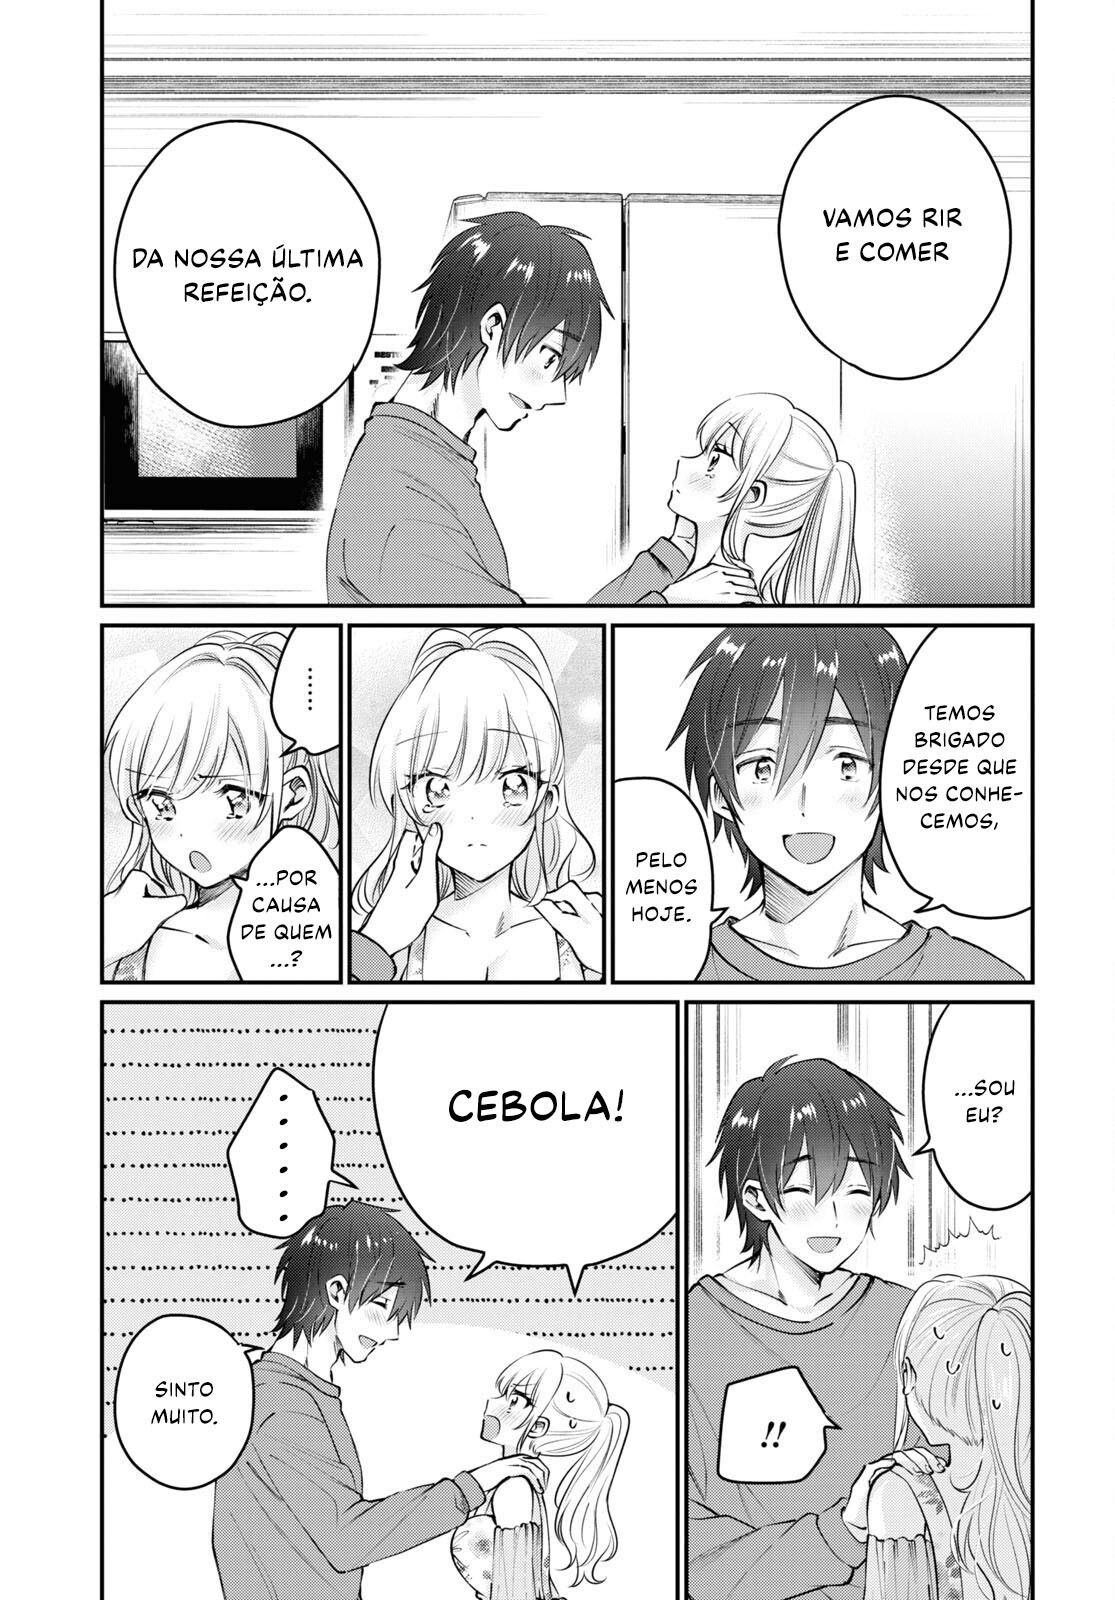 VAMOS RIR
E COMER
DA NOSSA ÚLTIMA
REFEIÇÃO.
BEST
TEMOS
BRIGADO
DESDE QUE
NOS CONHE-
CEMOS,
PELO
MENOS
HOJE.
......
...POR
CAUSA
DE QUEM
...?
...SOU
EU?
!!
CEBOLA!
......
SINTO
MUITO.